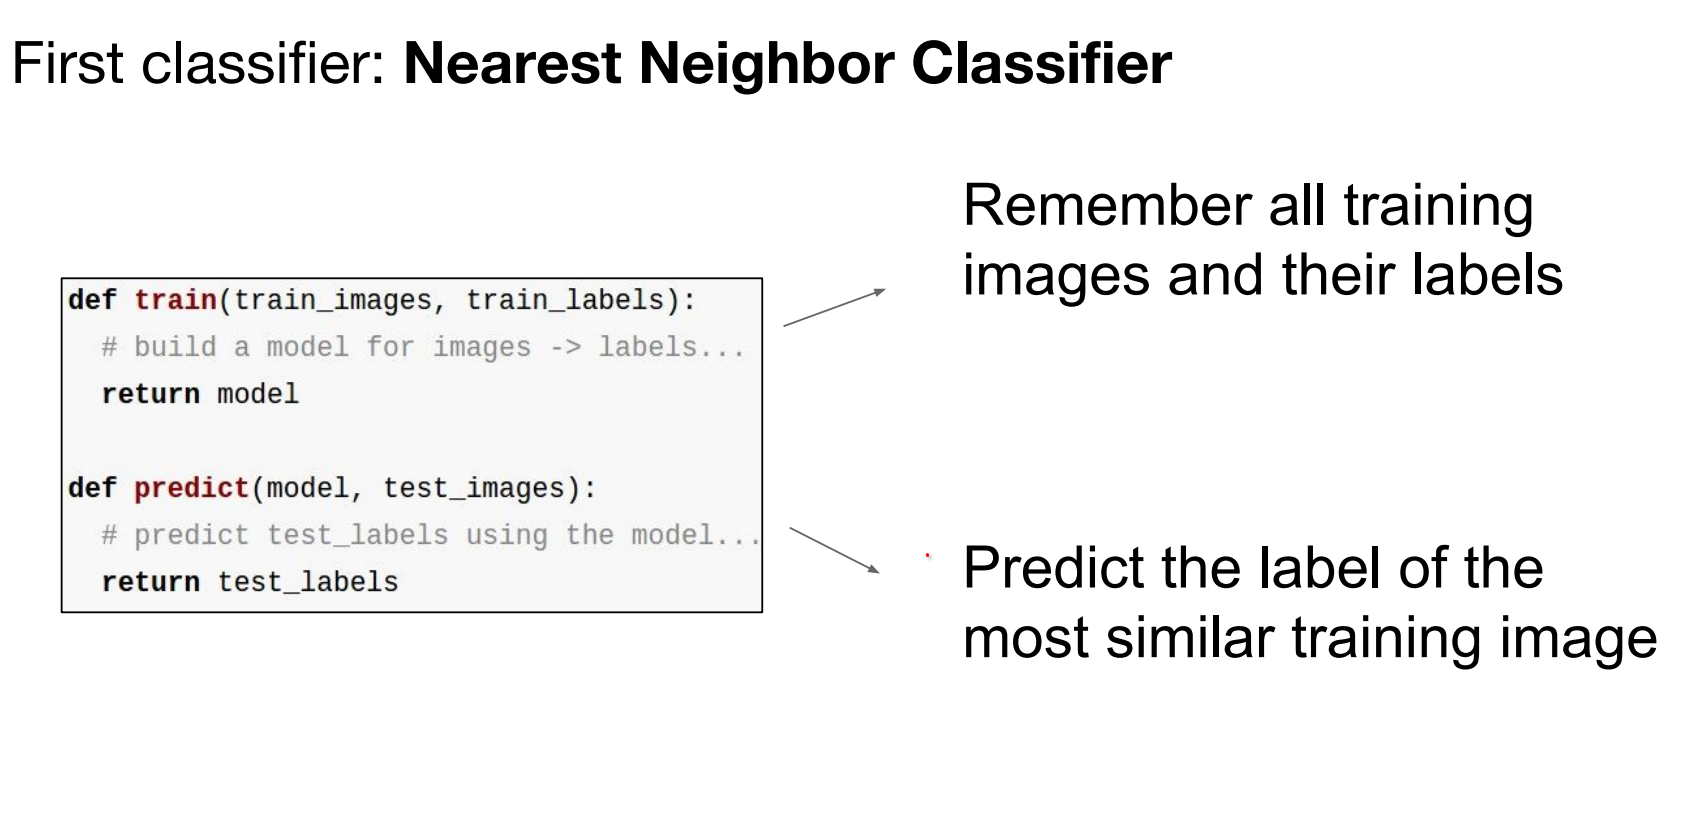 First classifier: Nearest Neighbor Classifier
def train(train_images, train_labels):
  # build a model for images -> labels...
  return model
def predict(model, test_images):
  # predict test_labels using the model...
  return test_labels
Remember all training
images and their labels
Predict the label of the
most similar training image